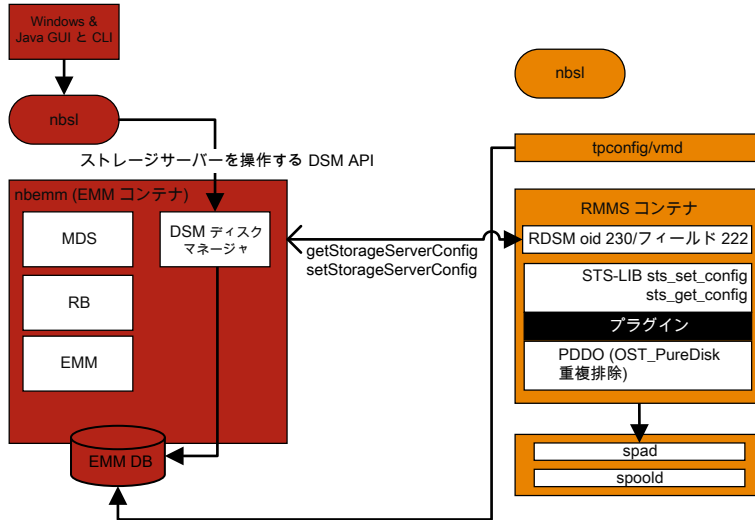 Windows &
Java GUI と CLI
nbsl
ストレージサーバーを操作する DSM API
nbemm (EMM コンテナ)
MDS
RB
EMM
DSM ディスク
マネージャ
EMM DB
getStorageServerConfig
setStorageServerConfig
nbsl
tpconfig/vmd
RMMS コンテナ
RDSM oid 230/フィールド 222
STS-LIB sts_set_config
sts_get_config
プラグイン
PDDO (OST_PureDisk
重複排除)
spad
spoold